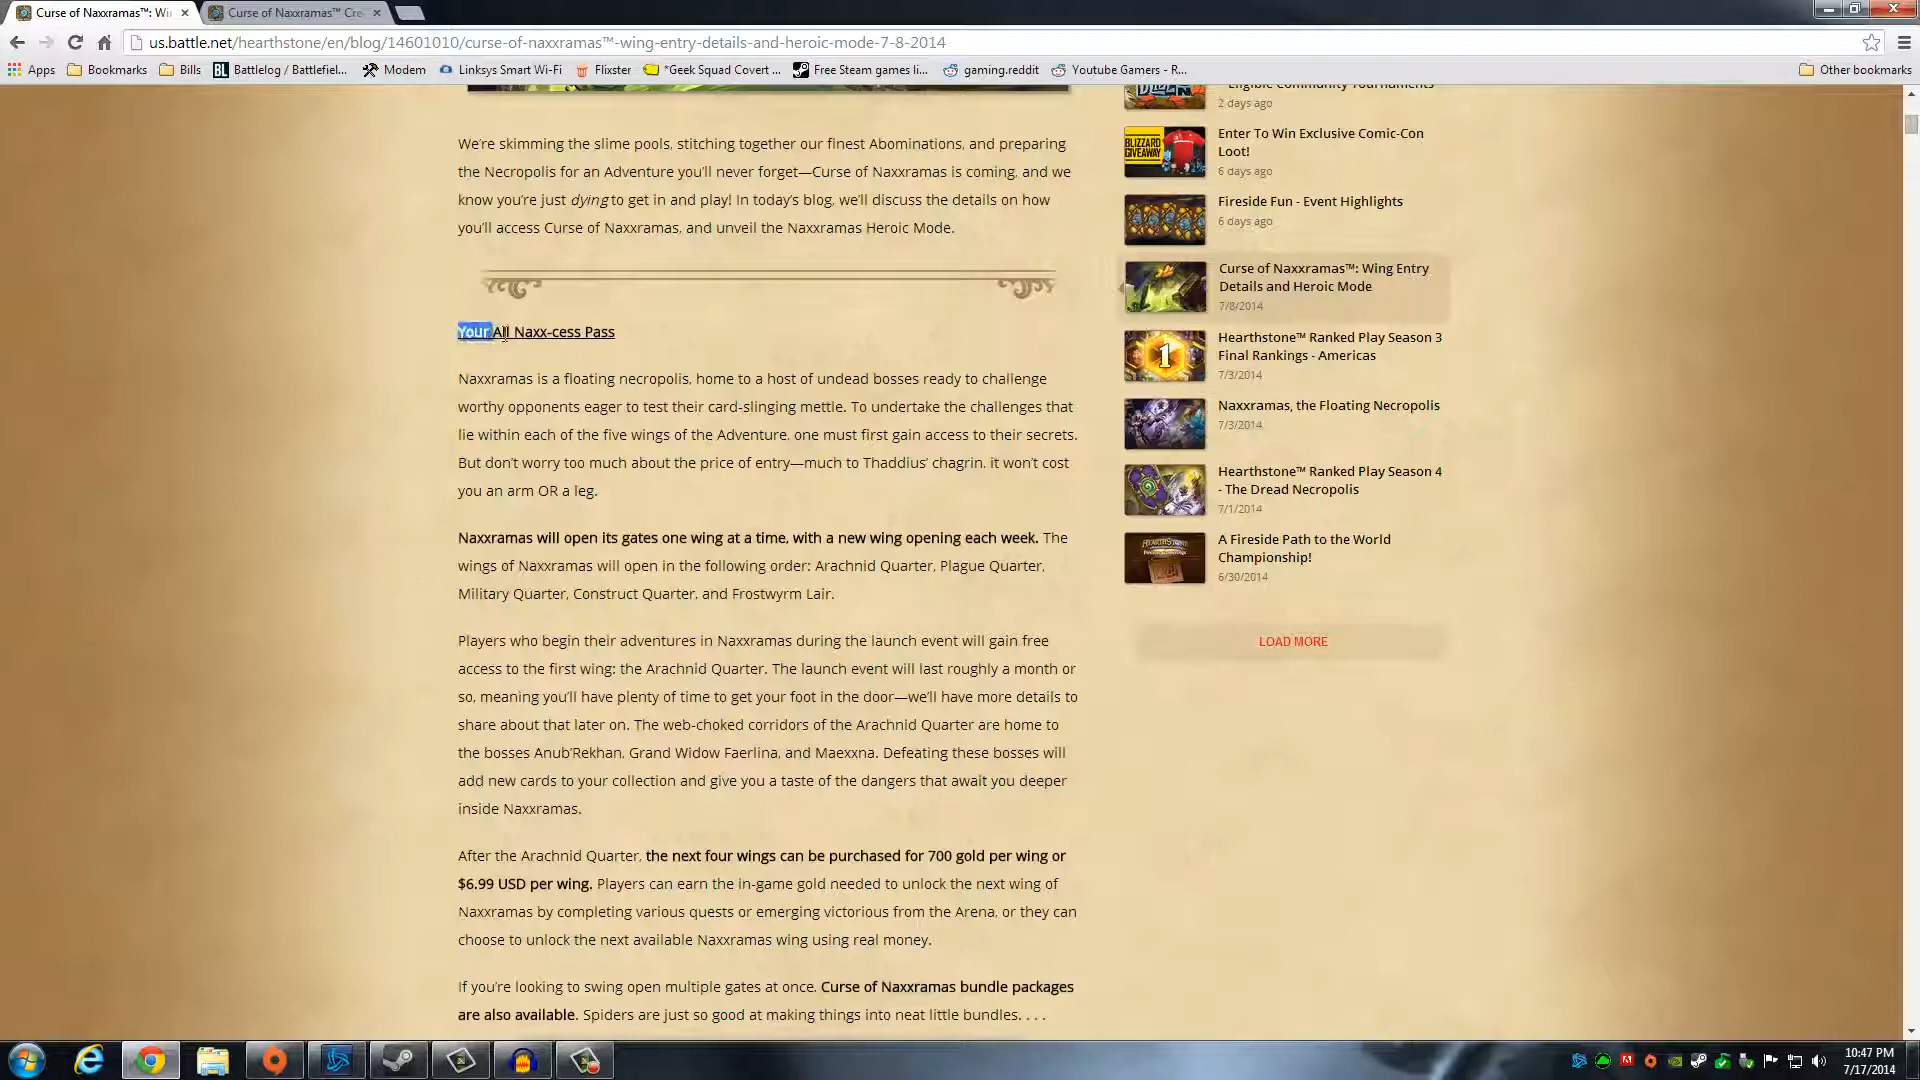 Curse of Naxxramas™: Wi
Curse of Naxxramas™ Cre
us.battle.net/hearthstone/en/blog/14601010/curse-of-naxxramas™-wing-entry-details-and-heroic-mode-7-8-2014
Apps
Bookmarks
Bills
BL
Battlelog / Battlefiel...
Modem
Linksys Smart Wi-Fi
Flixster
*Geek Squad Covert ...
Free Steam games li...
gaming.reddit
Youtube Gamers - R...
Other bookmarks
We're skimming the slime pools, stitching together our finest Abominations, and preparing
the Necropolis for an Adventure you'll never forget—Curse of Naxxramas is coming, and we
know you're just dying to get in and play! In today's blog, we'll discuss the details on how
you'll access Curse of Naxxramas, and unveil the Naxxramas Heroic Mode.
Your All Naxx-cess Pass
Naxxramas is a floating necropolis, home to a host of undead bosses ready to challenge
worthy opponents eager to test their card-slinging mettle. To undertake the challenges that
lie within each of the five wings of the Adventure, one must first gain access to their secrets.
But don't worry too much about the price of entry—much to Thaddius' chagrin, it won't cost
you an arm OR a leg.
Naxxramas will open its gates one wing at a time, with a new wing opening each week. The
wings of Naxxramas will open in the following order: Arachnid Quarter, Plague Quarter,
Military Quarter, Construct Quarter, and Frostwyrm Lair.
Players who begin their adventures in Naxxramas during the launch event will gain free
access to the first wing: the Arachnid Quarter. The launch event will last roughly a month or
so, meaning you'll have plenty of time to get your foot in the door—we'll have more details to
share about that later on. The web-choked corridors of the Arachnid Quarter are home to
the bosses Anub'Rekhan, Grand Widow Faerlina, and Maexxna. Defeating these bosses will
add new cards to your collection and give you a taste of the dangers that await you deeper
inside Naxxramas.
After the Arachnid Quarter, the next four wings can be purchased for 700 gold per wing or
$6.99 USD per wing. Players can earn the in-game gold needed to unlock the next wing of
Naxxramas by completing various quests or emerging victorious from the Arena, or they can
choose to unlock the next available Naxxramas wing using real money.
If you're looking to swing open multiple gates at once, Curse of Naxxramas bundle packages
are also available. Spiders are just so good at making things into neat little bundles. . . .
- Eligible Community Tournaments
2 days ago
BLIZZARD
GIVEAWAY
Enter To Win Exclusive Comic-Con
Loot!
6 days ago
Fireside Fun - Event Highlights
6 days ago
Curse of Naxxramas™: Wing Entry
Details and Heroic Mode
7/8/2014
1
Hearthstone™ Ranked Play Season 3
Final Rankings - Americas
7/3/2014
Naxxramas, the Floating Necropolis
7/3/2014
Hearthstone™ Ranked Play Season 4
- The Dread Necropolis
7/1/2014
HEARTHSTONE
A Fireside Path to the World
Championship!
6/30/2014
LOAD MORE
10:47 PM
7/17/2014